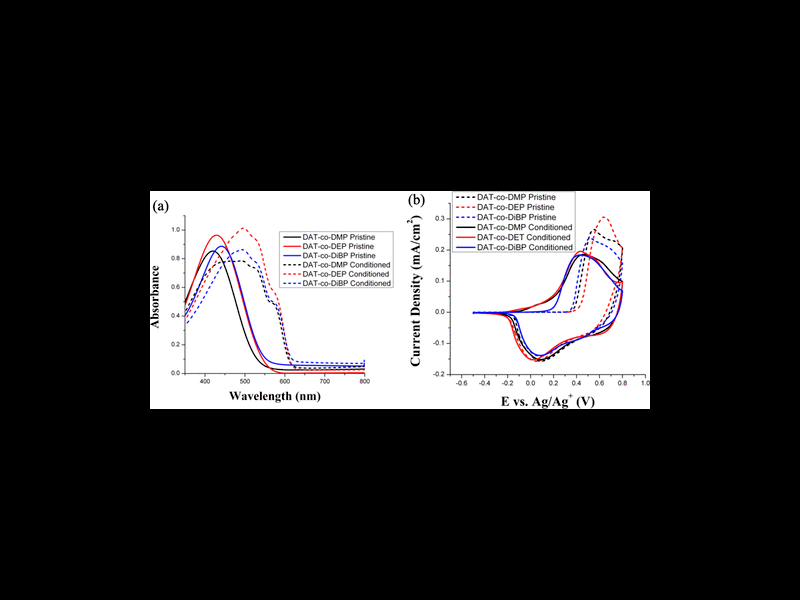 (a)
Absorbance
1.0
0.8
0.6
0.4
0.2
0.0
400 500 600 700 800
Wavelength (nm)
DAT-co-DMP Pristine
DAT-co-DEP Pristine
DAT-co-DiBP Pristine
DAT-co-DMP Conditioned
DAT-co-DEP Conditioned
DAT-co-DiBP Conditioned
(b)
Current Density (mA/cm²)
0.3
0.2
0.1
0.0
-0.1
-0.2
-0.6 -0.4 -0.2 0.0 0.2 0.4 0.6 0.8 1.0
E vs. Ag/Ag⁺ (V)
DAT-co-DMP Pristine
DAT-co-DEP Pristine
DAT-co-DiBP Pristine
DAT-co-DMP Conditioned
DAT-co-DET Conditioned
DAT-co-DiBP Conditioned